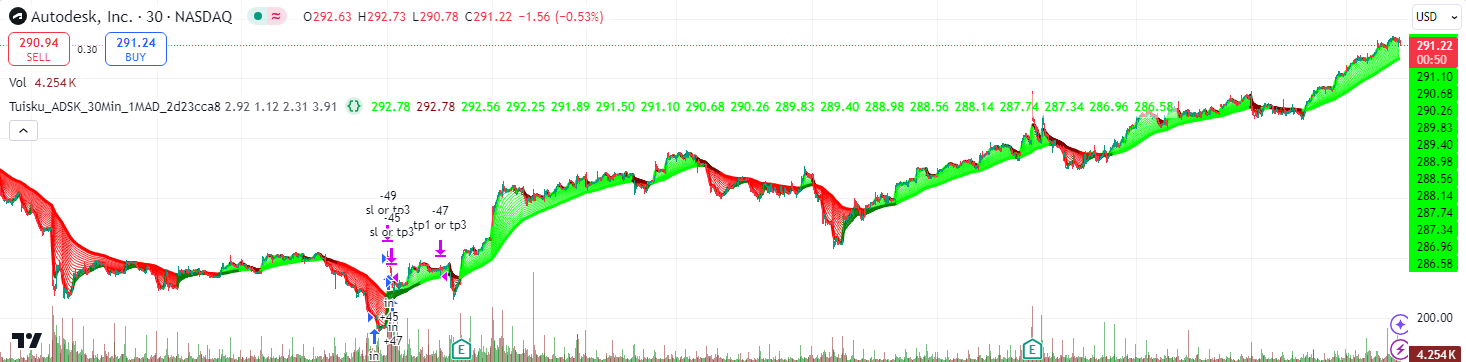 Autodesk, Inc. · 30 · NASDAQ O292.63 H292.73 L290.78 C291.22 −1.56 (−0.53%)
USD
290.94
SELL
0.30
291.24
BUY
291.22
00:50
Vol 4.254 K
Tuisku_ADSK_30Min_1MAD_2d23cca8 2.92 1.12 2.31 3.91 {} 292.78 292.78 292.56 292.25 291.89 291.50 291.10 290.68 290.26 289.83 289.40 288.98 288.56 288.14 287.74 287.34 286.96 286.58
291.10
290.68
290.26
289.83
289.40
288.98
288.56
288.14
287.74
287.34
286.96
286.58
-49
sl or tp3
-45
sl or tp3
-47
tp1 or tp3
in
+45
in
+47
in
E
E
200.00
4.254 K